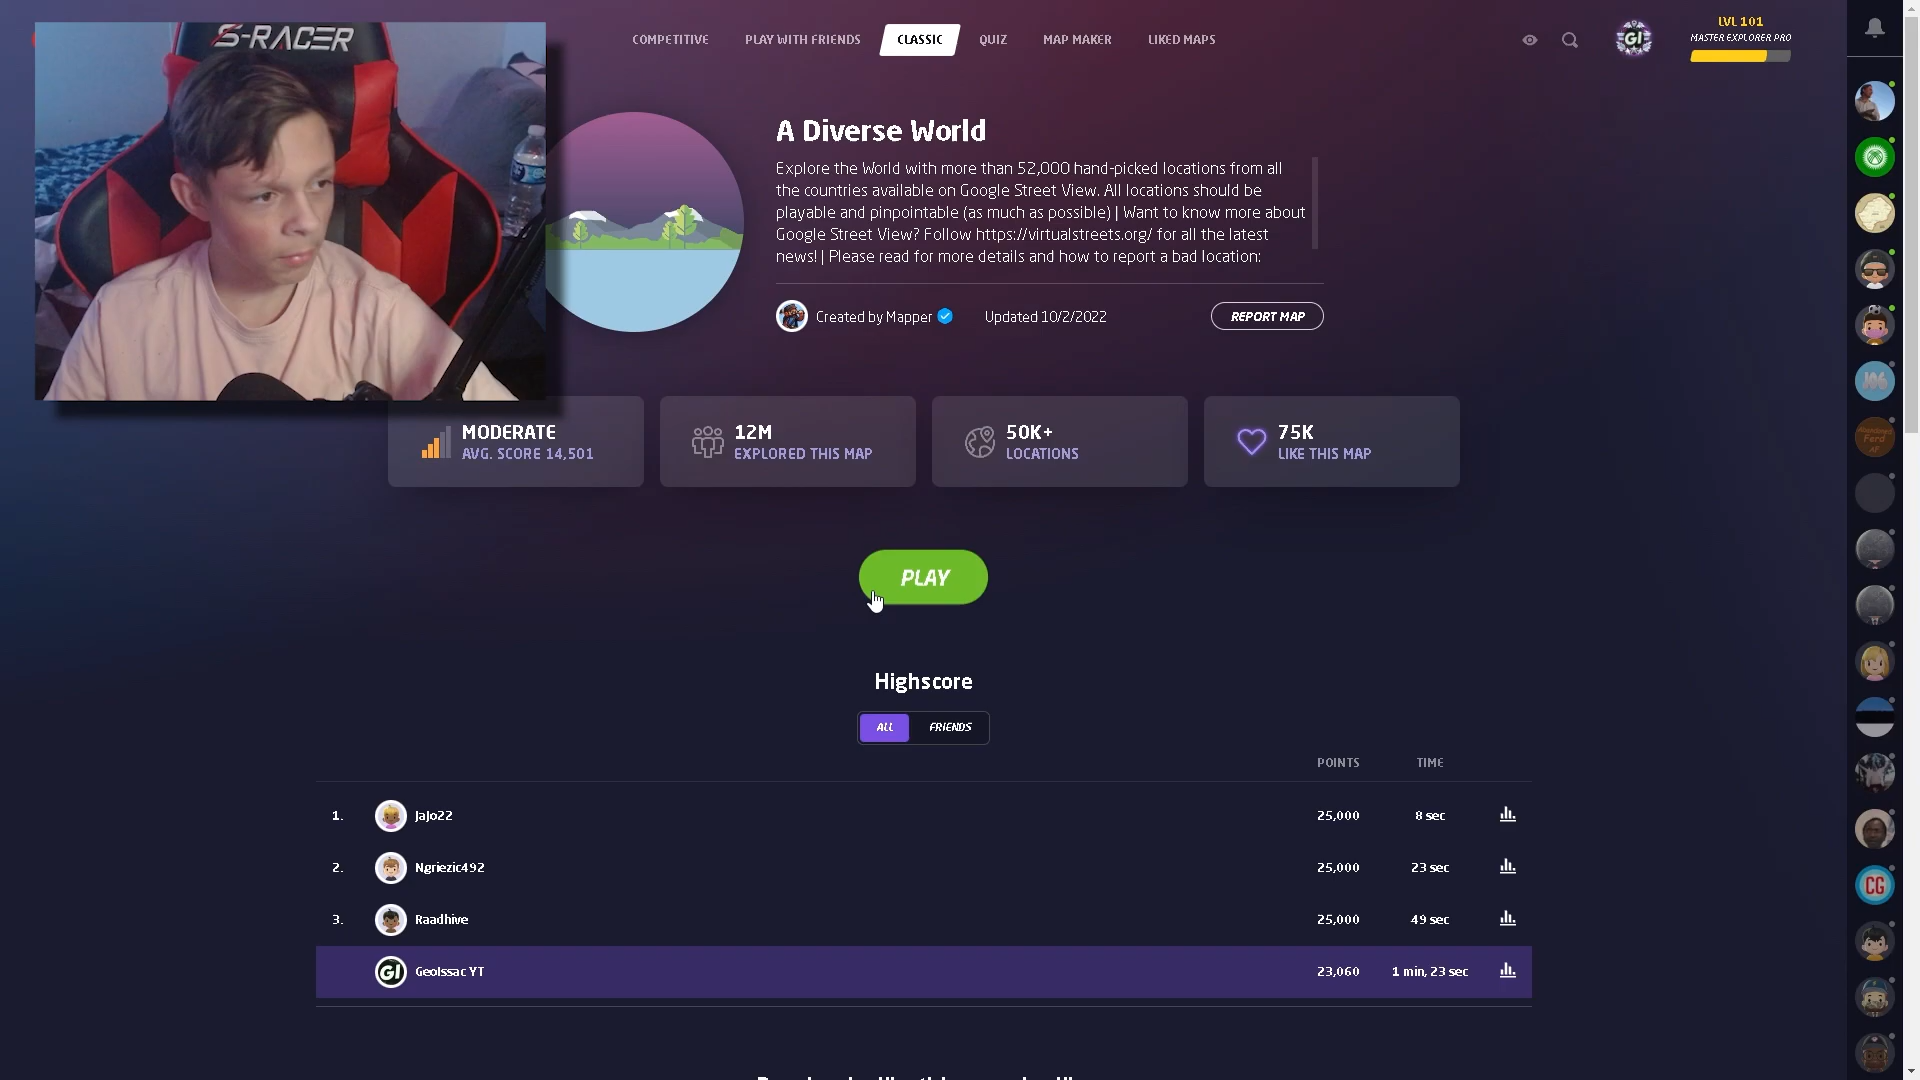 S-RACER
COMPETITIVE PLAY WITH FRIENDS CLASSIC QUIZ MAP MAKER LIKED MAPS
GI
LVL 101
MASTER EXPLORER PRO
A Diverse World
Explore the World with more than 52,000 hand-picked locations from all
the countries available on Google Street View. All locations should be
playable and pinpointable (as much as possible) | Want to know more about
Google Street View? Follow https://virtualstreets.org/ for all the latest
news! | Please read for more details and how to report a bad location:
Created by Mapper Updated 10/2/2022 REPORT MAP
MODERATE
AVG. SCORE 14,501
12M
EXPLORED THIS MAP
50K+
LOCATIONS
75K
LIKE THIS MAP
PLAY
Highscore
ALL FRIENDS
POINTS TIME
1. JaJo22 25,000 8 sec
2. Ngriezic492 25,000 23 sec
3. Raadhive 25,000 49 sec
GI GeoIssac YT 23,060 1 min, 23 sec
JOG
Ferd
AF
CG